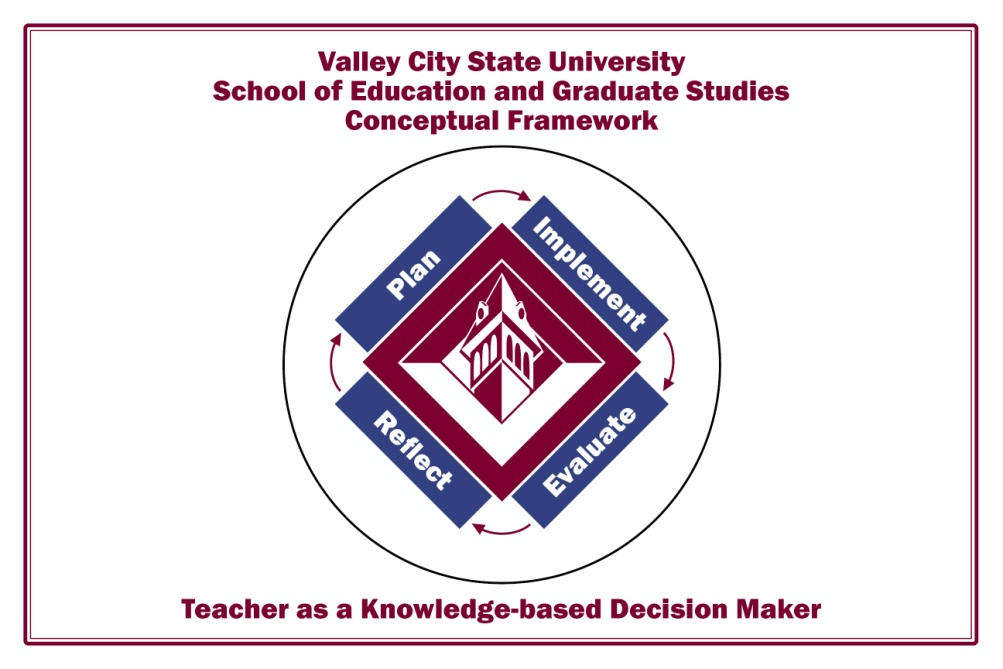 Valley City State University
School of Education and Graduate Studies
Conceptual Framework
Plan
Implement
Reflect
Evaluate
Teacher as a Knowledge-based Decision Maker